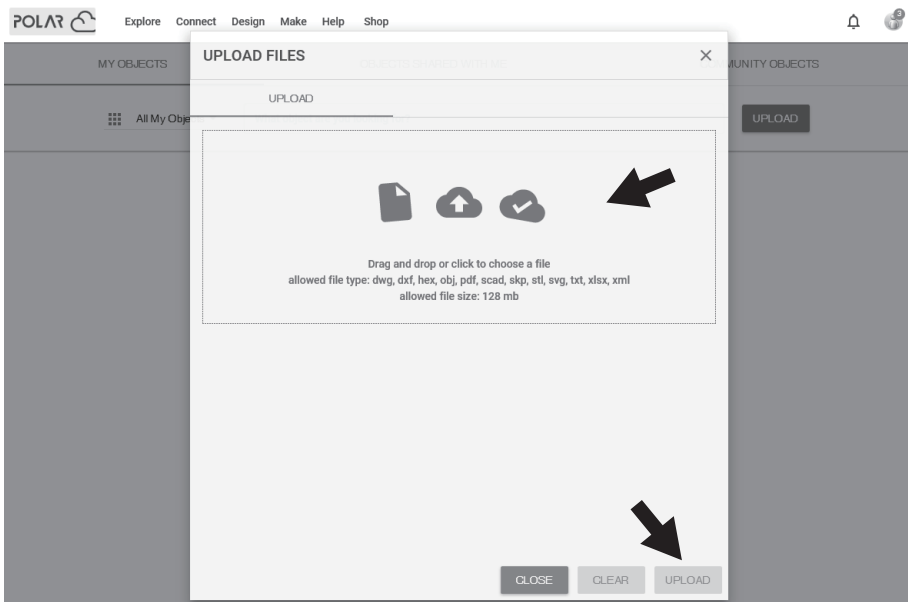 POLAR
Explore Connect Design Make Help Shop
3
MY OBJECTS
UPLOAD FILES
MUNITY OBJECTS
UPLOAD
All My Obje
UPLOAD
Drag and drop or click to choose a file
allowed file type: dwg, dxf, hex, obj, pdf, scad, skp, stl, svg, txt, xlsx, xml
allowed file size: 128 mb
CLOSE CLEAR UPLOAD